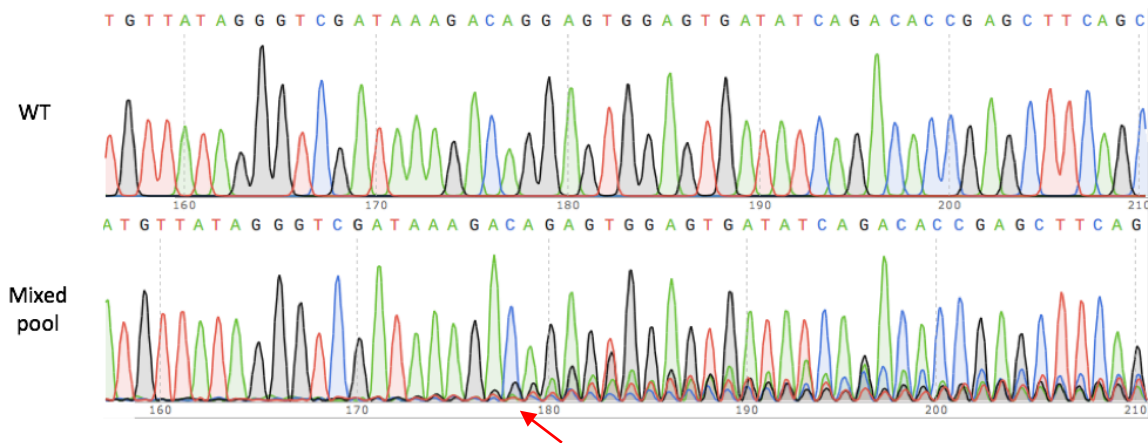 T G T T A T A G G G T C G A T A A A G A C A G G A G T G G A G T G A T A T C A G A C A C C G A G C T T C A G C
WT
160 170 180 190 200 210
A T G T T A T A G G G T C G A T A A A G A C A G A G T G G A G T G A T A T C A G A C A C C G A G C T T C A G
Mixed
pool
160 170 180 190 200 210